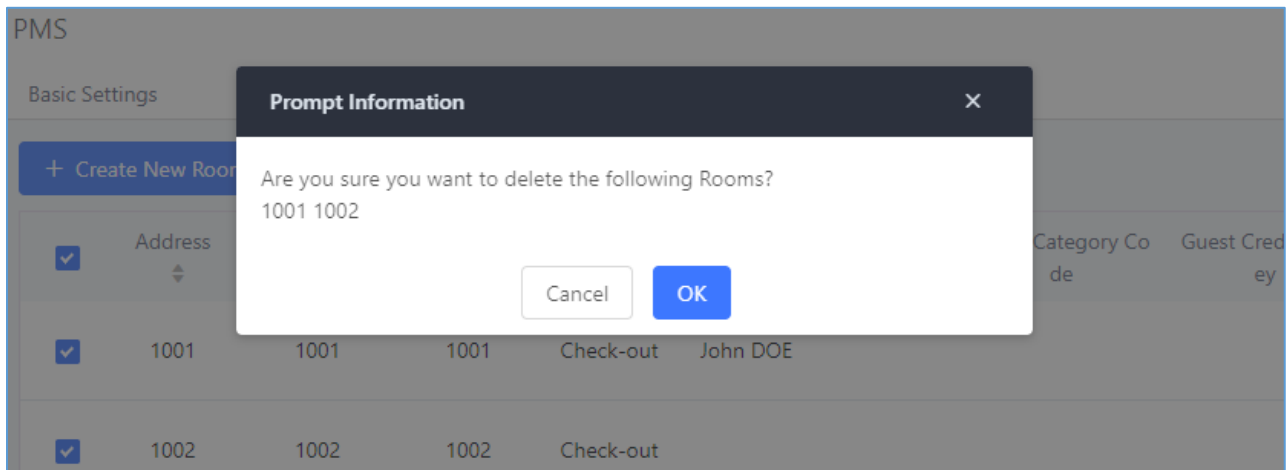 PMS
Basic Settings
Prompt Information
+ Create New Roor
Are you sure you want to delete the following Rooms?
1001 1002
Address
Category Co
de
Guest Cred
ey
Cancel
OK
1001 1001 1001 Check-out John DOE
1002 1002 1002 Check-out